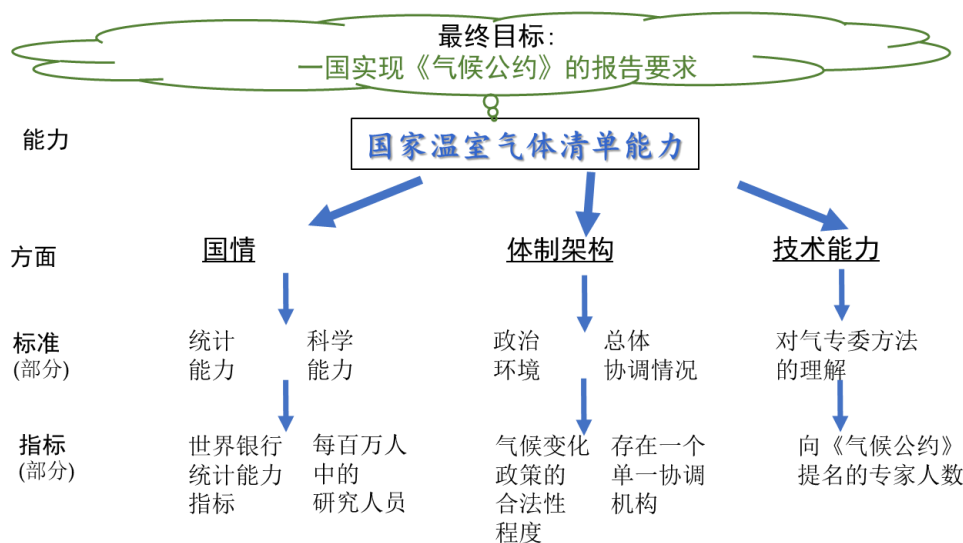 最终目标:
一国实现《气候公约》的报告要求
能力
国家温室气体清单能力
方面
国情
体制架构
技术能力
标准
(部分)
统计
能力
科学
能力
政治
环境
总体
协调情况
对气专委方法
的理解
指标
(部分)
世界银行
统计能力
指标
每百万人
中的
研究人员
气候变化
政策的
合法性
程度
存在一个
单一协调
机构
向《气候公约》
提名的专家人数